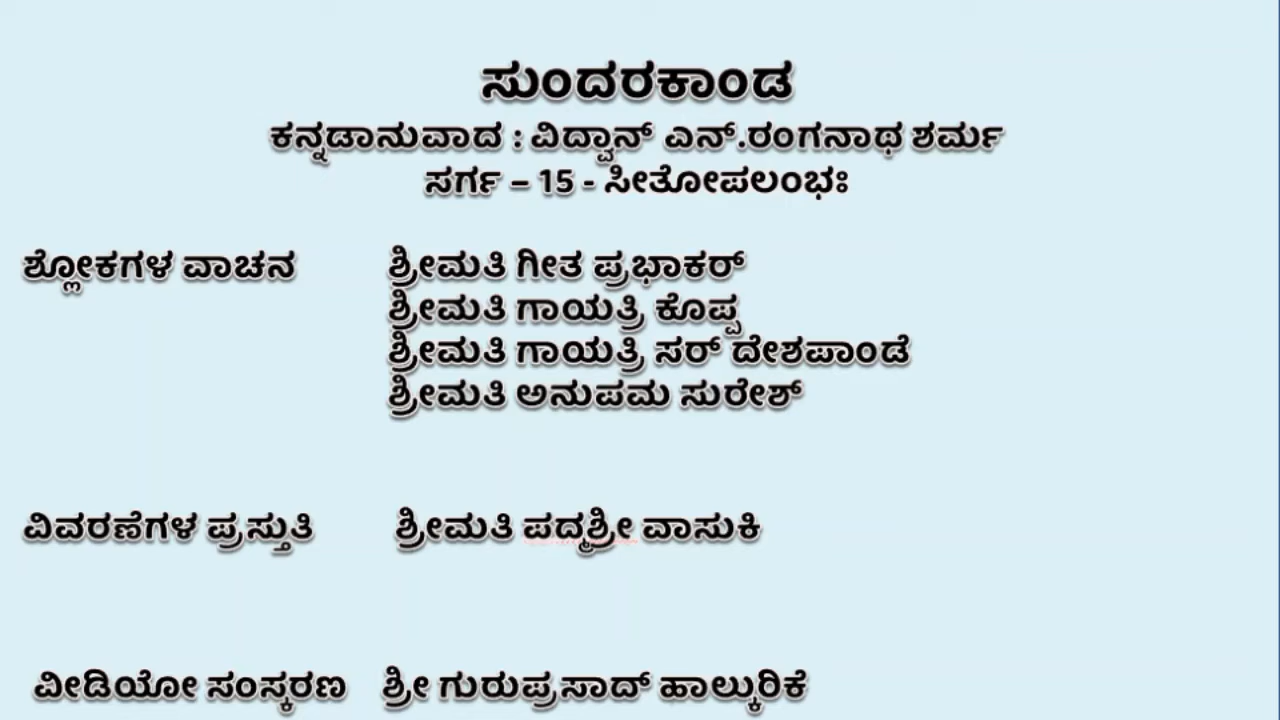 ಸುಂದರಕಾಂಡ
ಕನ್ನಡಾನುವಾದ : ವಿದ್ವಾನ್ ಎನ್.ರಂಗನಾಥ ಶರ್ಮ
ಸರ್ಗ – 15 - ಸೀತೋಪಲಂಭಃ
ಶ್ಲೋಕಗಳ ವಾಚನ ಶ್ರೀಮತಿ ಗೀತ ಪ್ರಭಾಕರ್
ಶ್ರೀಮತಿ ಗಾಯತ್ರಿ ಕೊಪ್ಪ
ಶ್ರೀಮತಿ ಗಾಯತ್ರಿ ಸರ್ ದೇಶಪಾಂಡೆ
ಶ್ರೀಮತಿ ಅನುಪಮ ಸುರೇಶ್
ವಿವರಣೆಗಳ ಪ್ರಸ್ತುತಿ ಶ್ರೀಮತಿ ಪದ್ಮಶ್ರೀ ವಾಸುಕಿ
ವೀಡಿಯೋ ಸಂಸ್ಕರಣ ಶ್ರೀ ಗುರುಪ್ರಸಾದ್ ಹಾಲ್ಕುರಿಕೆ